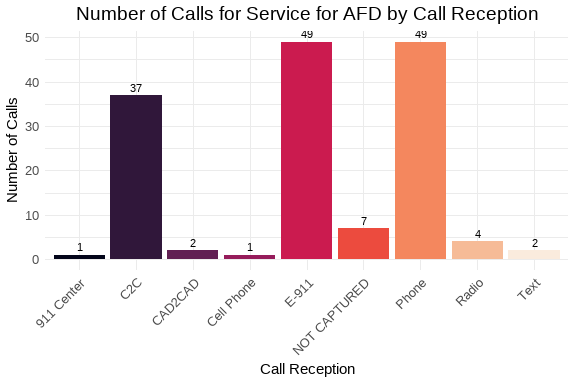 Number of Calls for Service for AFD by Call Reception
Number of Calls
50
40
30
20
10
0
1
37
2
1
49
7
49
4
2
911 Center
C2C
CAD2CAD
Cell Phone
E-911
NOT CAPTURED
Phone
Radio
Text
Call Reception